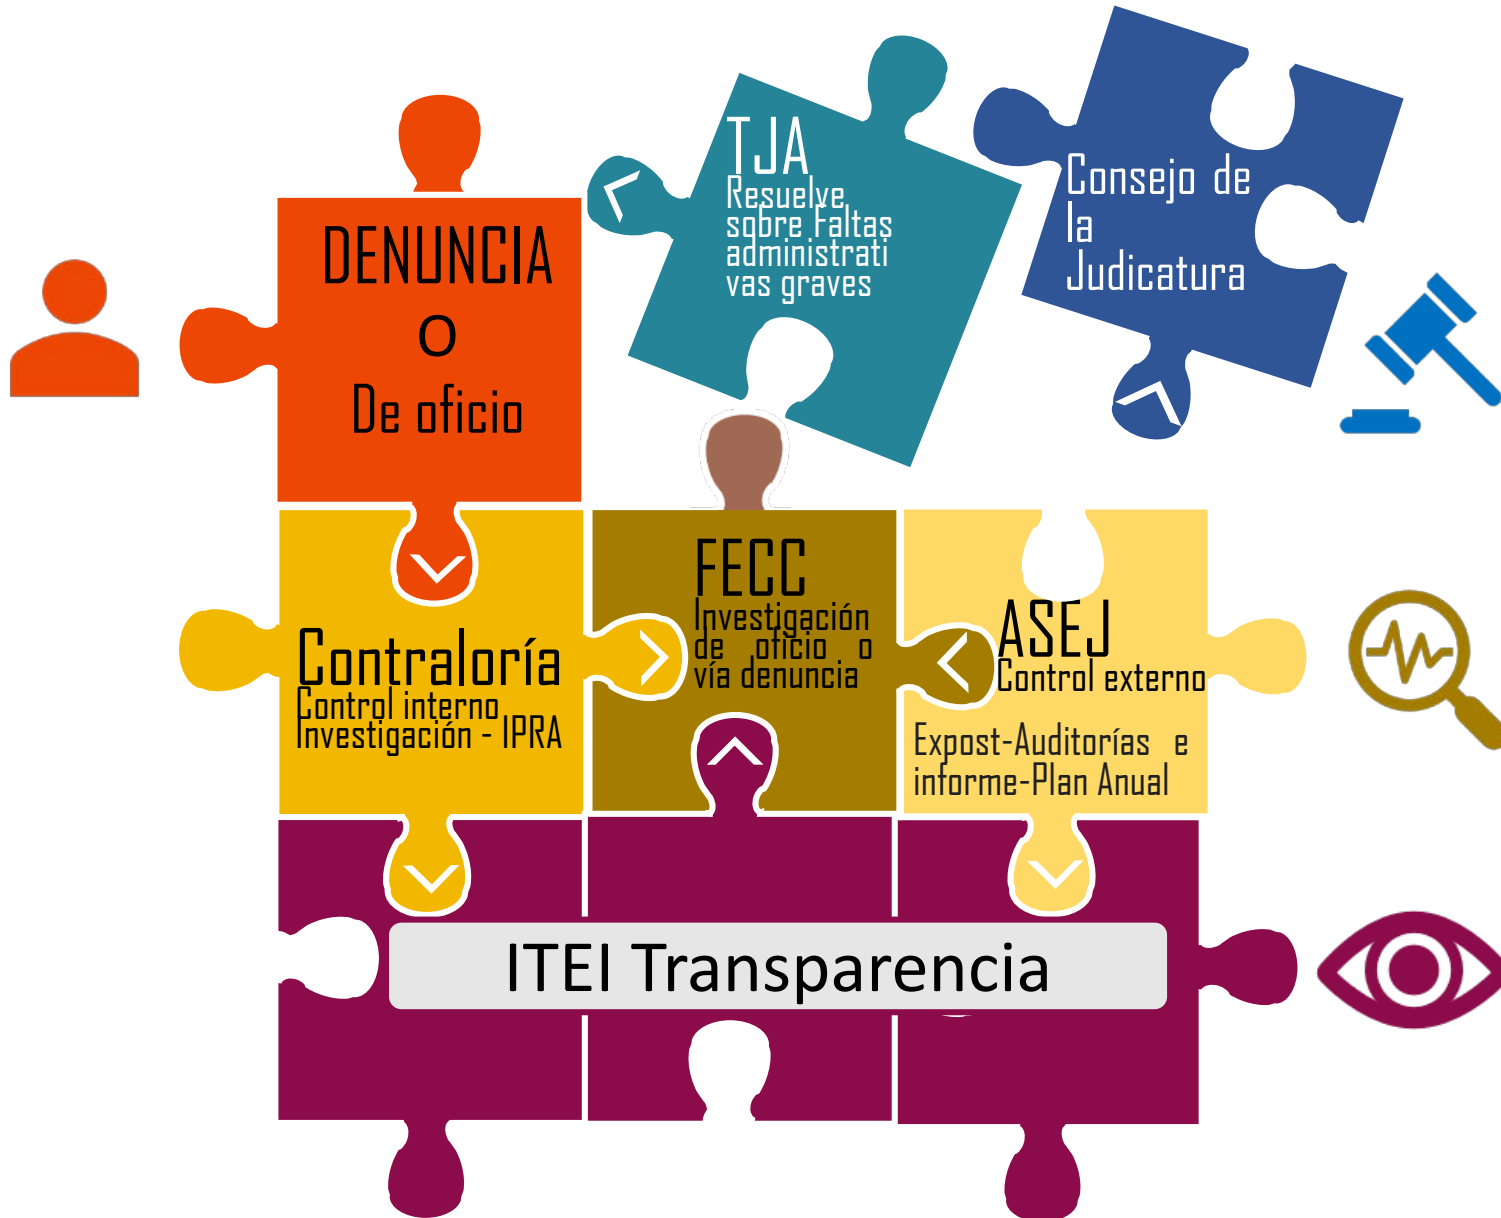 DENUNCIA
O
De oficio
TJA
Resuelve
sobre Faltas
administrati
vas graves
Consejo de
la
Judicatura
Contraloría
Control interno
Investigación - IPRA
FECC
Investigación
de oficio o
vía denuncia
ASEJ
Control externo
Expost-Auditorías e
informe-Plan Anual
ITEI Transparencia